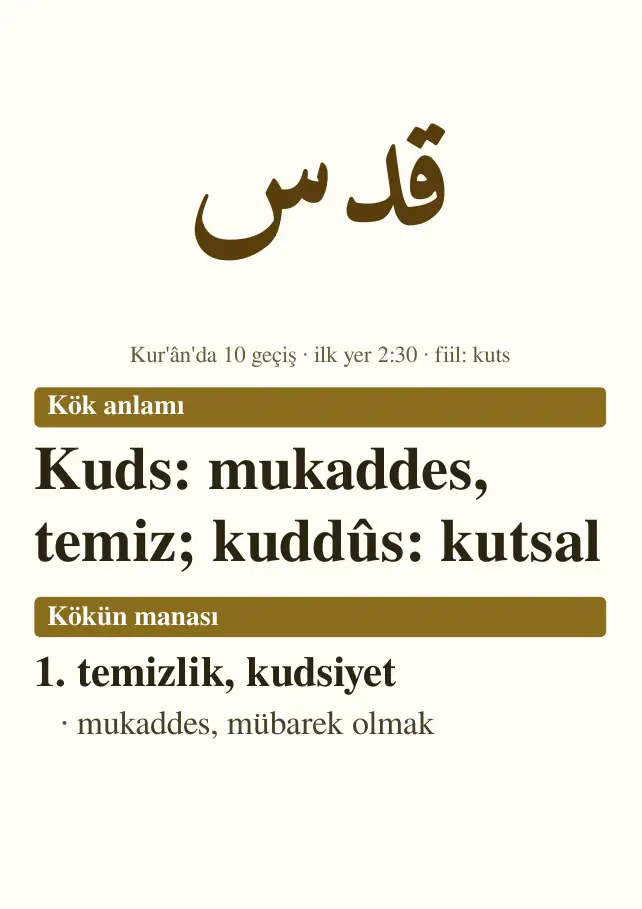 قدس
Kur'ân'da 10 geçiş · ilk yer 2:30 · fiil: kuts
Kök anlamı
Kuds: mukaddes,
temiz; kuddûs: kutsal
Kökün manası
1. temizlik, kudsiyet
· mukaddes, mübarek olmak